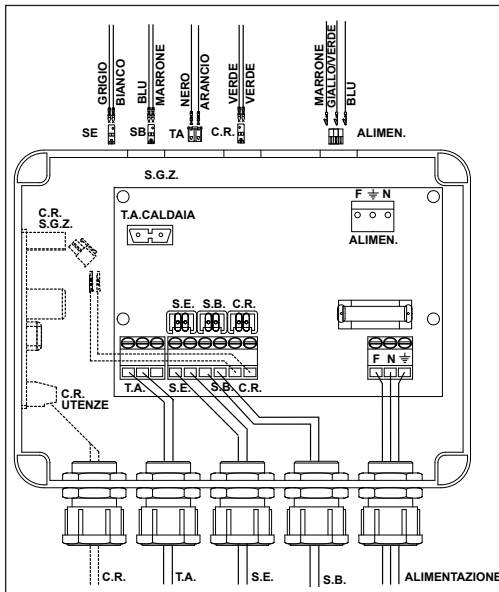 GRIGIO
BIANCO
BLU
MARRONE
NERO
ARANCIO
VERDE
VERDE
MARRONE
GIALLO/VERDE
BLU
SE
SB
TA
C.R.
ALIMEN.
S.G.Z.
C.R.
S.G.Z.
T.A.CALDAIA
F N
ALIMEN.
S.E. S.B. C.R.
F N
T.A. S.E. S.B. C.R.
C.R.
UTENZE
C.R. T.A. S.E. S.B. ALIMENTAZIONE